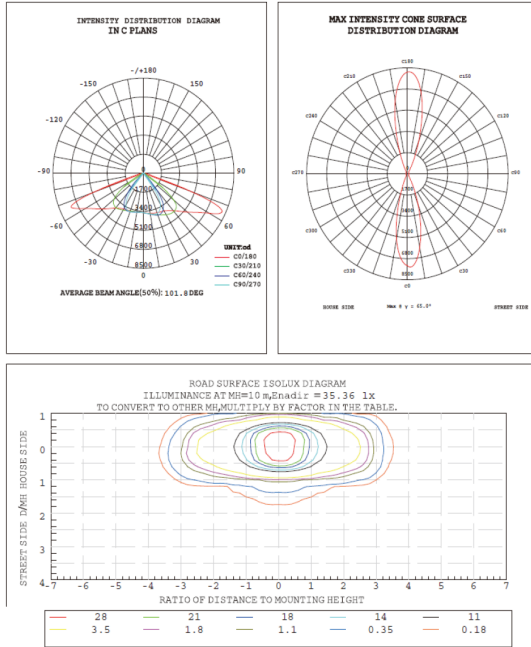 INTENSITY DISTRIBUTION DIAGRAM
IN C PLANS
-/+180
-150 150
-120 120
-90 90
0
1700
3400
5100
6800
8500
-60 60
-30 30
0
UNIT:cd
C0/180
C30/210
C60/240
C90/270
AVERAGE BEAM ANGLE(50%):101.8DEG
MAX INTENSITY CONE SURFACE
DISTRIBUTION DIAGRAM
C180
C210 C150
C240 C120
C270 C90
C300 C60
C330 C30
C0
1700
3400
5100
6800
8500
HOUSE SIDE STREET SIDE
ROAD SURFACE ISOLUX DIAGRAM
ILLUMINANCE AT MH=10 m,Enadir =35.36 lx
TO CONVERT TO OTHER MH,MULTIPLY BY FACTOR IN THE TABLE.
STREET SIDE D/MH HOUSE SIDE
1
0
1
2
3
4
-7 -6 -5 -4 -3 -2 -1 0 1 2 3 4 5 6 7
RATIO OF DISTANCE TO MOUNTING HEIGHT
28 21 18 14 11
3.5 1.8 1.1 0.35 0.18